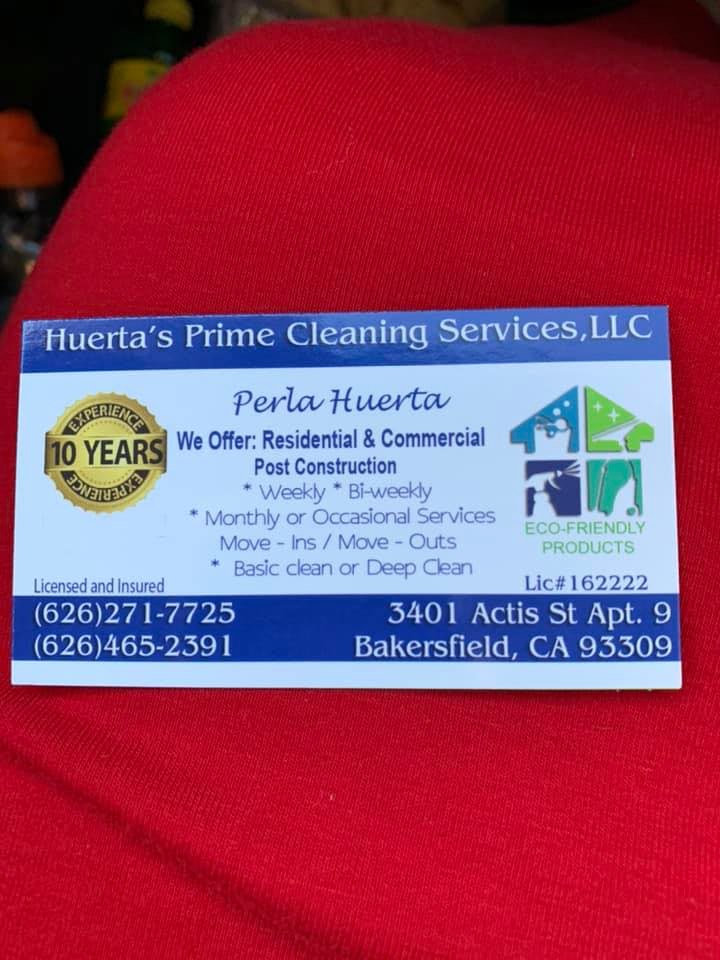 Huerta's Prime Cleaning Services,LLC
Perla Huerta
EXPERIENCE
10 YEARS
EXPERIENCE
We Offer: Residential & Commercial
Post Construction
* Weekly * Bi-weekly
* Monthly or Occasional Services
Move - Ins / Move - Outs
* Basic clean or Deep Clean
ECO-FRIENDLY
PRODUCTS
Licensed and Insured
Lic#162222
(626)271-7725
(626)465-2391
3401 Actis St Apt. 9
Bakersfield, CA 93309